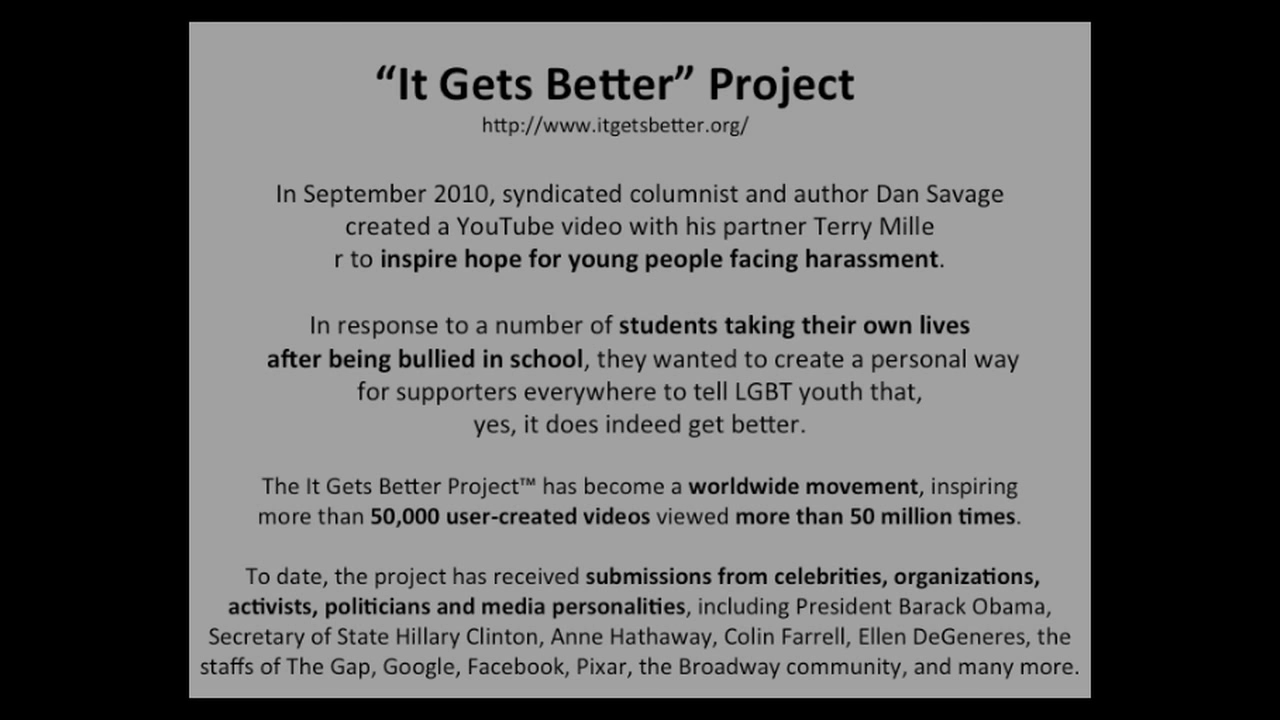 “It Gets Better” Project
http://www.itgetsbetter.org/
In September 2010, syndicated columnist and author Dan Savage
created a YouTube video with his partner Terry Mille
r to inspire hope for young people facing harassment.
In response to a number of students taking their own lives
after being bullied in school, they wanted to create a personal way
for supporters everywhere to tell LGBT youth that,
yes, it does indeed get better.
The It Gets Better Project™ has become a worldwide movement, inspiring
more than 50,000 user-created videos viewed more than 50 million times.
To date, the project has received submissions from celebrities, organizations,
activists, politicians and media personalities, including President Barack Obama,
Secretary of State Hillary Clinton, Anne Hathaway, Colin Farrell, Ellen DeGeneres, the
staffs of The Gap, Google, Facebook, Pixar, the Broadway community, and many more.